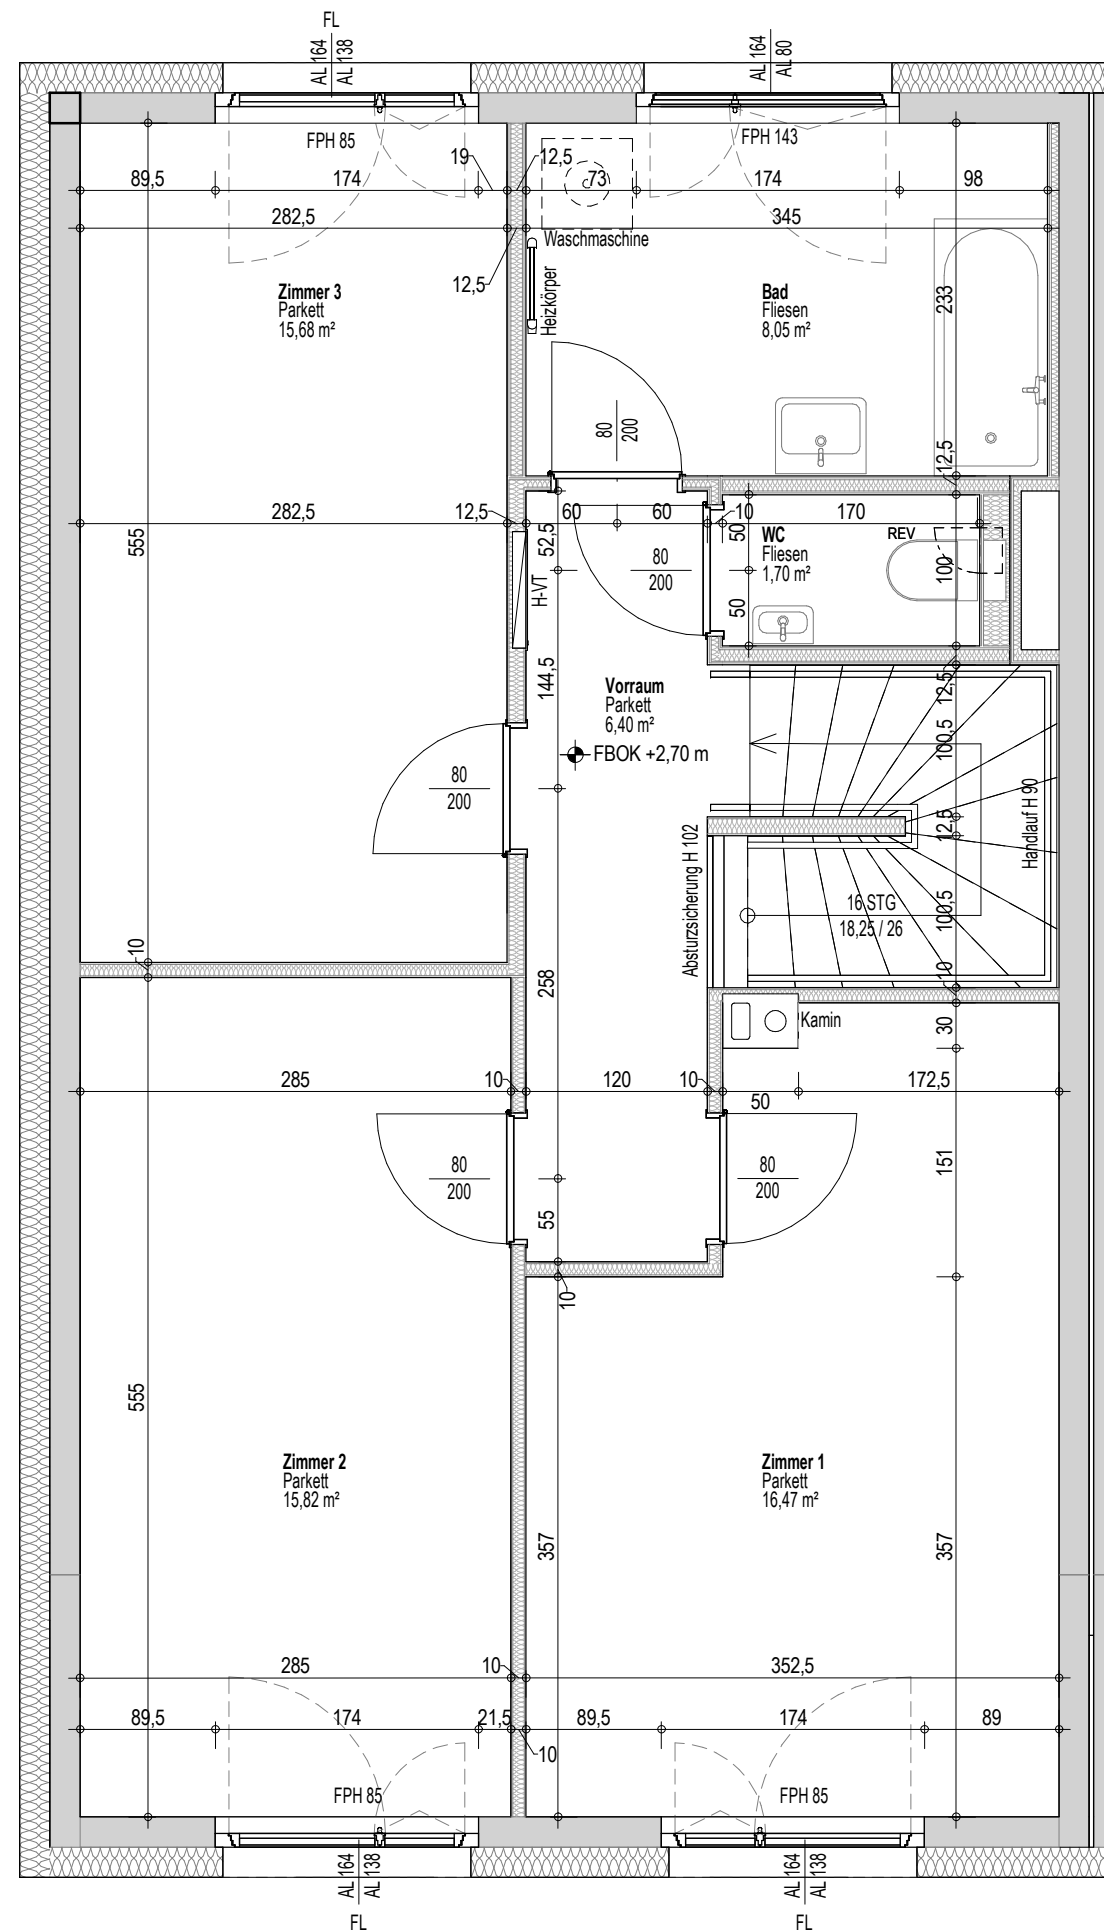 FL
AL 164
AL 138
AL 164
AL 80
FPH 85
FPH 143
89,5
174
19
12,5
73
174
98
282,5
345
12,5
Waschmaschine
Heizkörper
Zimmer 3
Parkett
15,68 m²
Bad
Fliesen
8,05 m²
233
80
200
12,5
282,5
12,5
60
60
10
170
555
52,5
50
WC
Fliesen
1,70 m²
REV
100
80
200
H-VT
50
144,5
Vorraum
Parkett
6,40 m²
12,5
FBOK +2,70 m
100,5
80
200
12,5
Handlauf H 90
Absturzsicherung H 102
16 STG
18,25 / 26
100,5
10
258
10
30
Kamin
285
10
120
10
172,5
50
151
80
200
80
200
55
10
555
Zimmer 2
Parkett
15,82 m²
Zimmer 1
Parkett
16,47 m²
357
357
285
10
352,5
89,5
174
21,5
10
89,5
174
89
FPH 85
FPH 85
AL 164
AL 138
AL 164
AL 138
FL
FL